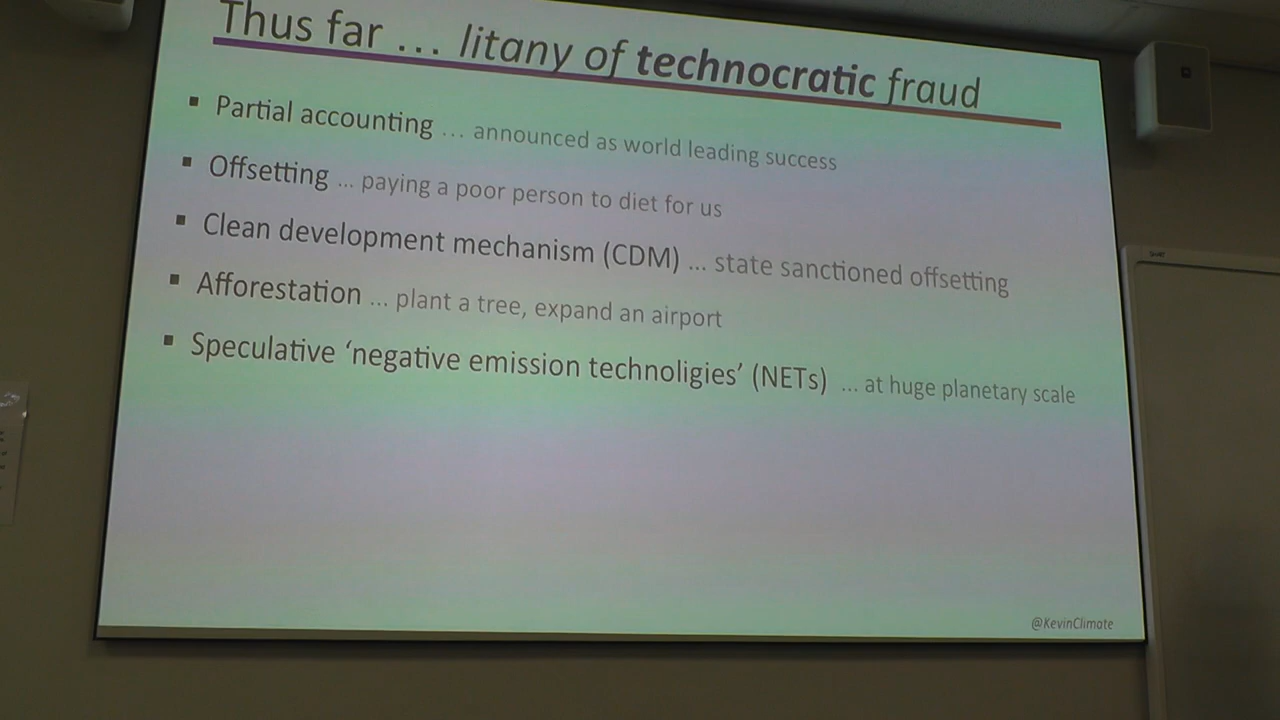 Thus far ... litany of technocratic fraud
▪ Partial accounting ... announced as world leading success
▪ Offsetting ... paying a poor person to diet for us
▪ Clean development mechanism (CDM) ... state sanctioned offsetting
▪ Afforestation ... plant a tree, expand an airport
▪ Speculative ‘negative emission technoligies’ (NETs) ... at huge planetary scale
@KevinClimate